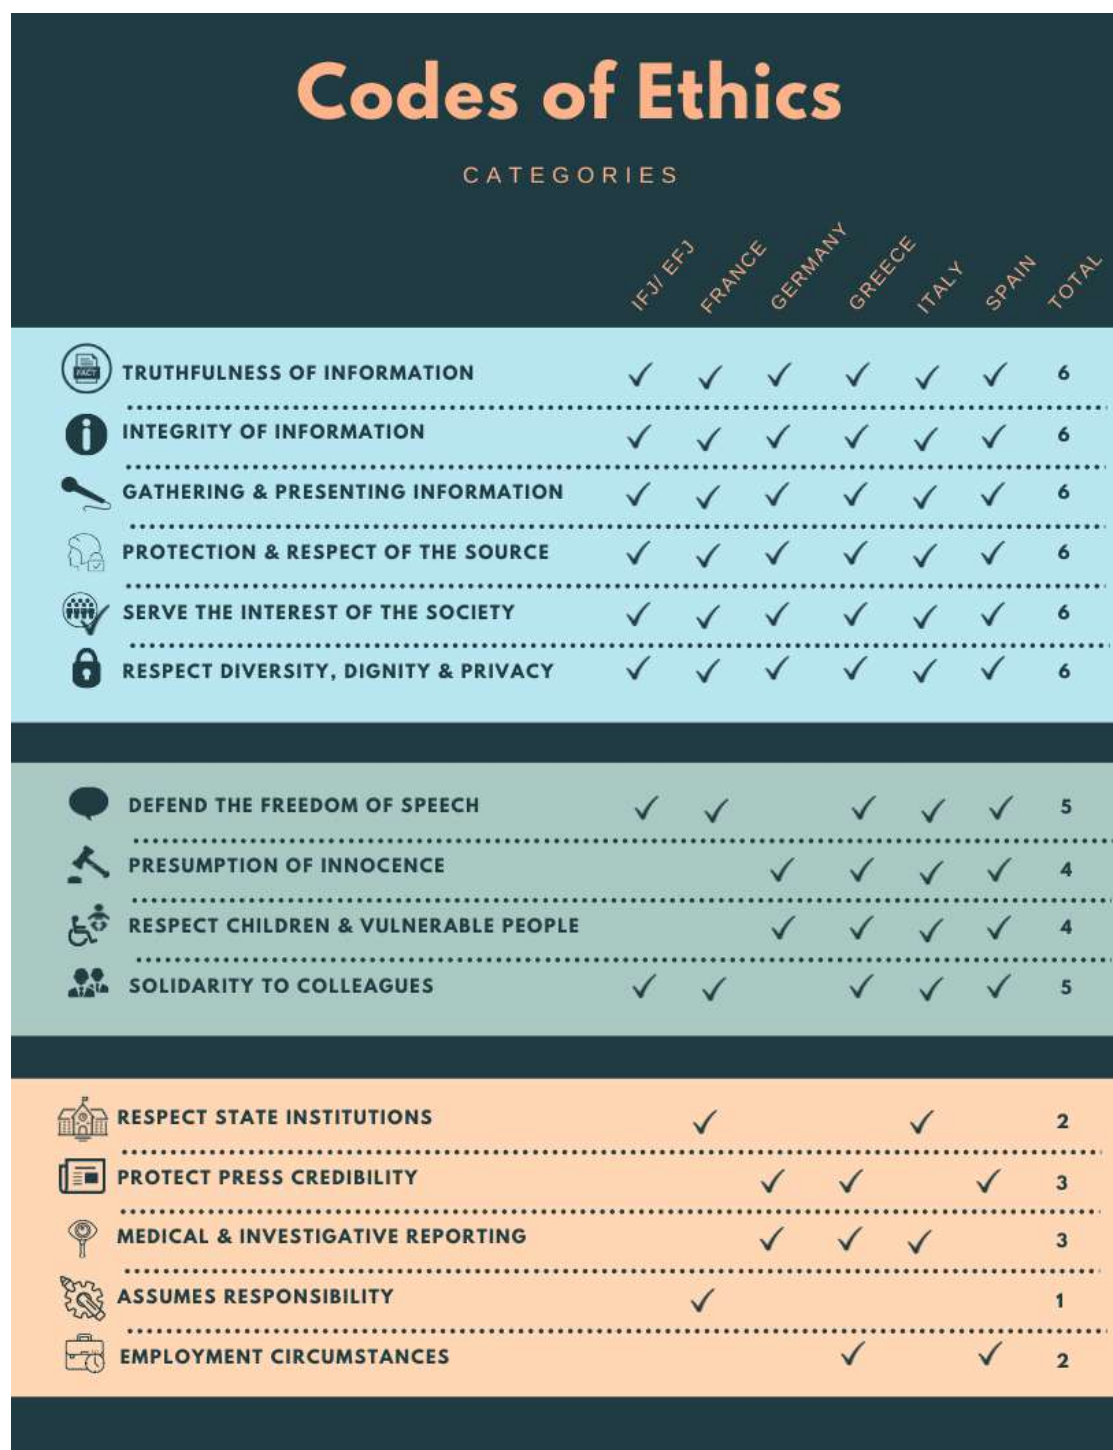 Codes of Ethics
CATEGORIES
IFJ/ EFJ FRANCE GERMANY GREECE ITALY SPAIN TOTAL
FACT
TRUTHFULNESS OF INFORMATION ✓ ✓ ✓ ✓ ✓ ✓ 6
INTEGRITY OF INFORMATION ✓ ✓ ✓ ✓ ✓ ✓ 6
GATHERING & PRESENTING INFORMATION ✓ ✓ ✓ ✓ ✓ ✓ 6
PROTECTION & RESPECT OF THE SOURCE ✓ ✓ ✓ ✓ ✓ ✓ 6
SERVE THE INTEREST OF THE SOCIETY ✓ ✓ ✓ ✓ ✓ ✓ 6
RESPECT DIVERSITY, DIGNITY & PRIVACY ✓ ✓ ✓ ✓ ✓ ✓ 6
DEFEND THE FREEDOM OF SPEECH ✓ ✓ ✓ ✓ ✓ 5
PRESUMPTION OF INNOCENCE ✓ ✓ ✓ ✓ 4
RESPECT CHILDREN & VULNERABLE PEOPLE ✓ ✓ ✓ ✓ 4
SOLIDARITY TO COLLEAGUES ✓ ✓ ✓ ✓ ✓ 5
RESPECT STATE INSTITUTIONS ✓ ✓ 2
PROTECT PRESS CREDIBILITY ✓ ✓ ✓ 3
MEDICAL & INVESTIGATIVE REPORTING ✓ ✓ ✓ 3
ASSUMES RESPONSIBILITY ✓ 1
EMPLOYMENT CIRCUMSTANCES ✓ ✓ 2